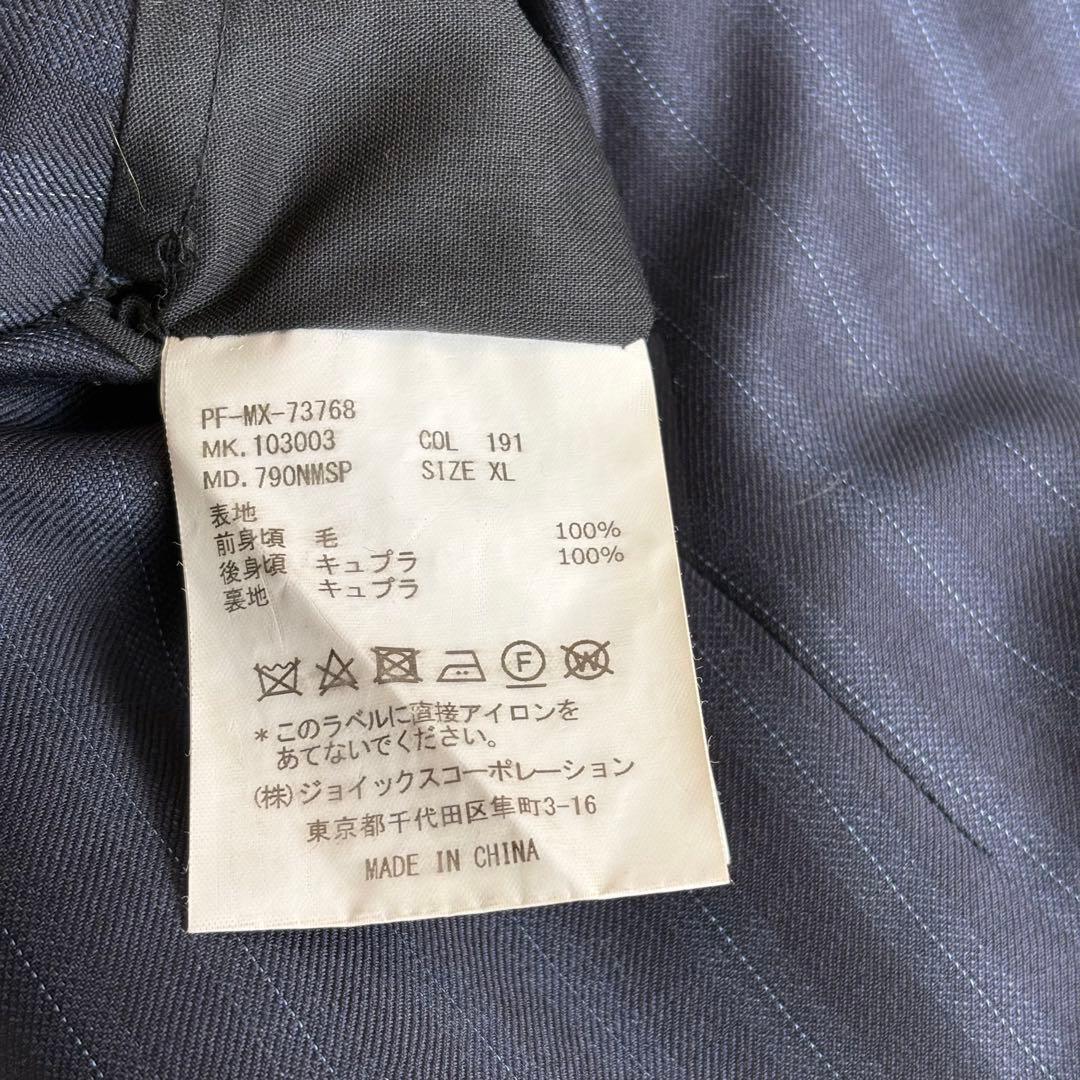 PF-MX-73768
MK.103003 COL 191
MD.790NMSP SIZE XL
表地
前身頃 毛 100%
後身頃 キュプラ 100%
裏地 キュプラ
F
W
*このラベルに直接アイロンを
あてないでください。
(株)ジョイックスコーポレーション
東京都千代田区隼町3-16
MADE IN CHINA